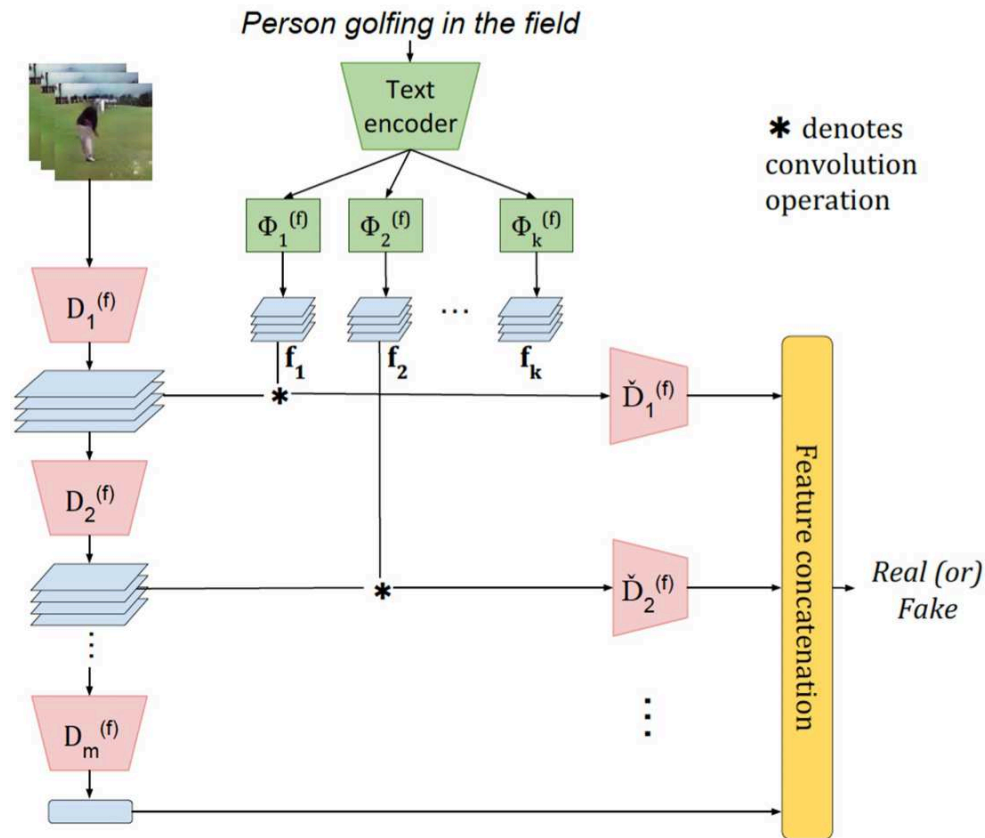 Person golfing in the field
Text
encoder
* denotes
convolution
operation
Φ₁⁽ᶠ⁾
Φ₂⁽ᶠ⁾
Φₖ⁽ᶠ⁾
D₁⁽ᶠ⁾
...
f₁
f₂
fₖ
*
Ď₁⁽ᶠ⁾
D₂⁽ᶠ⁾
*
Ď₂⁽ᶠ⁾
Feature concatenation
Real (or)
Fake
⋮
Dₘ⁽ᶠ⁾
⋮